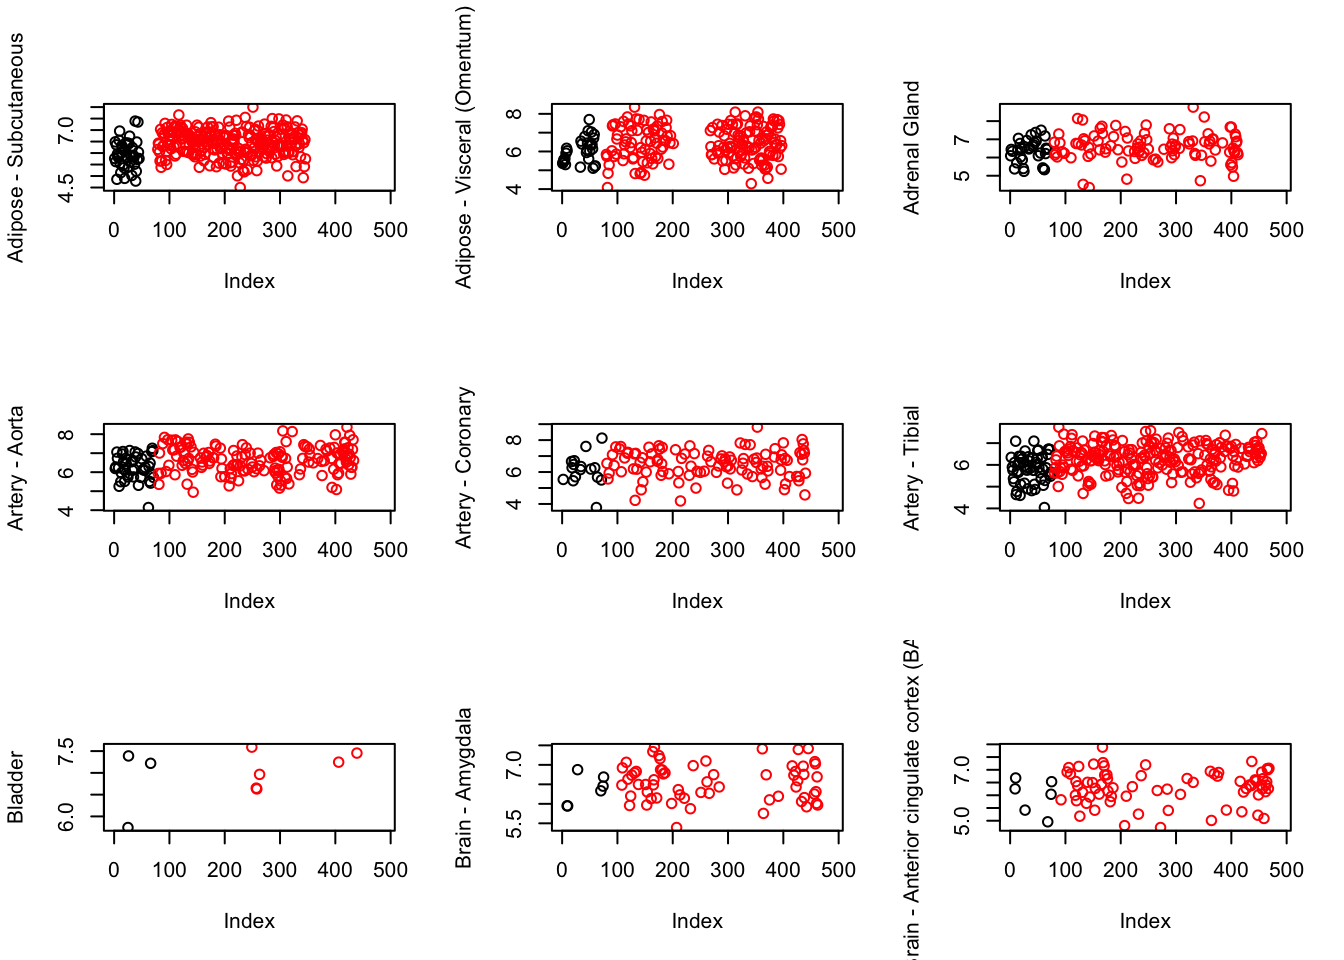 Adipose - Subcutaneous
4.5 7.0
0 100 200 300 400 500
Index
Adipose - Visceral (Omentum)
4 6 8
0 100 200 300 400 500
Index
Adrenal Gland
5 7
0 100 200 300 400 500
Index
Artery - Aorta
4 6 8
0 100 200 300 400 500
Index
Artery - Coronary
4 6 8
0 100 200 300 400 500
Index
Artery - Tibial
4 6
0 100 200 300 400 500
Index
Bladder
6.0 7.5
0 100 200 300 400 500
Index
Brain - Amygdala
5.5 7.0
0 100 200 300 400 500
Index
rain - Anterior cingulate cortex (BA
5.0 7.0
0 100 200 300 400 500
Index